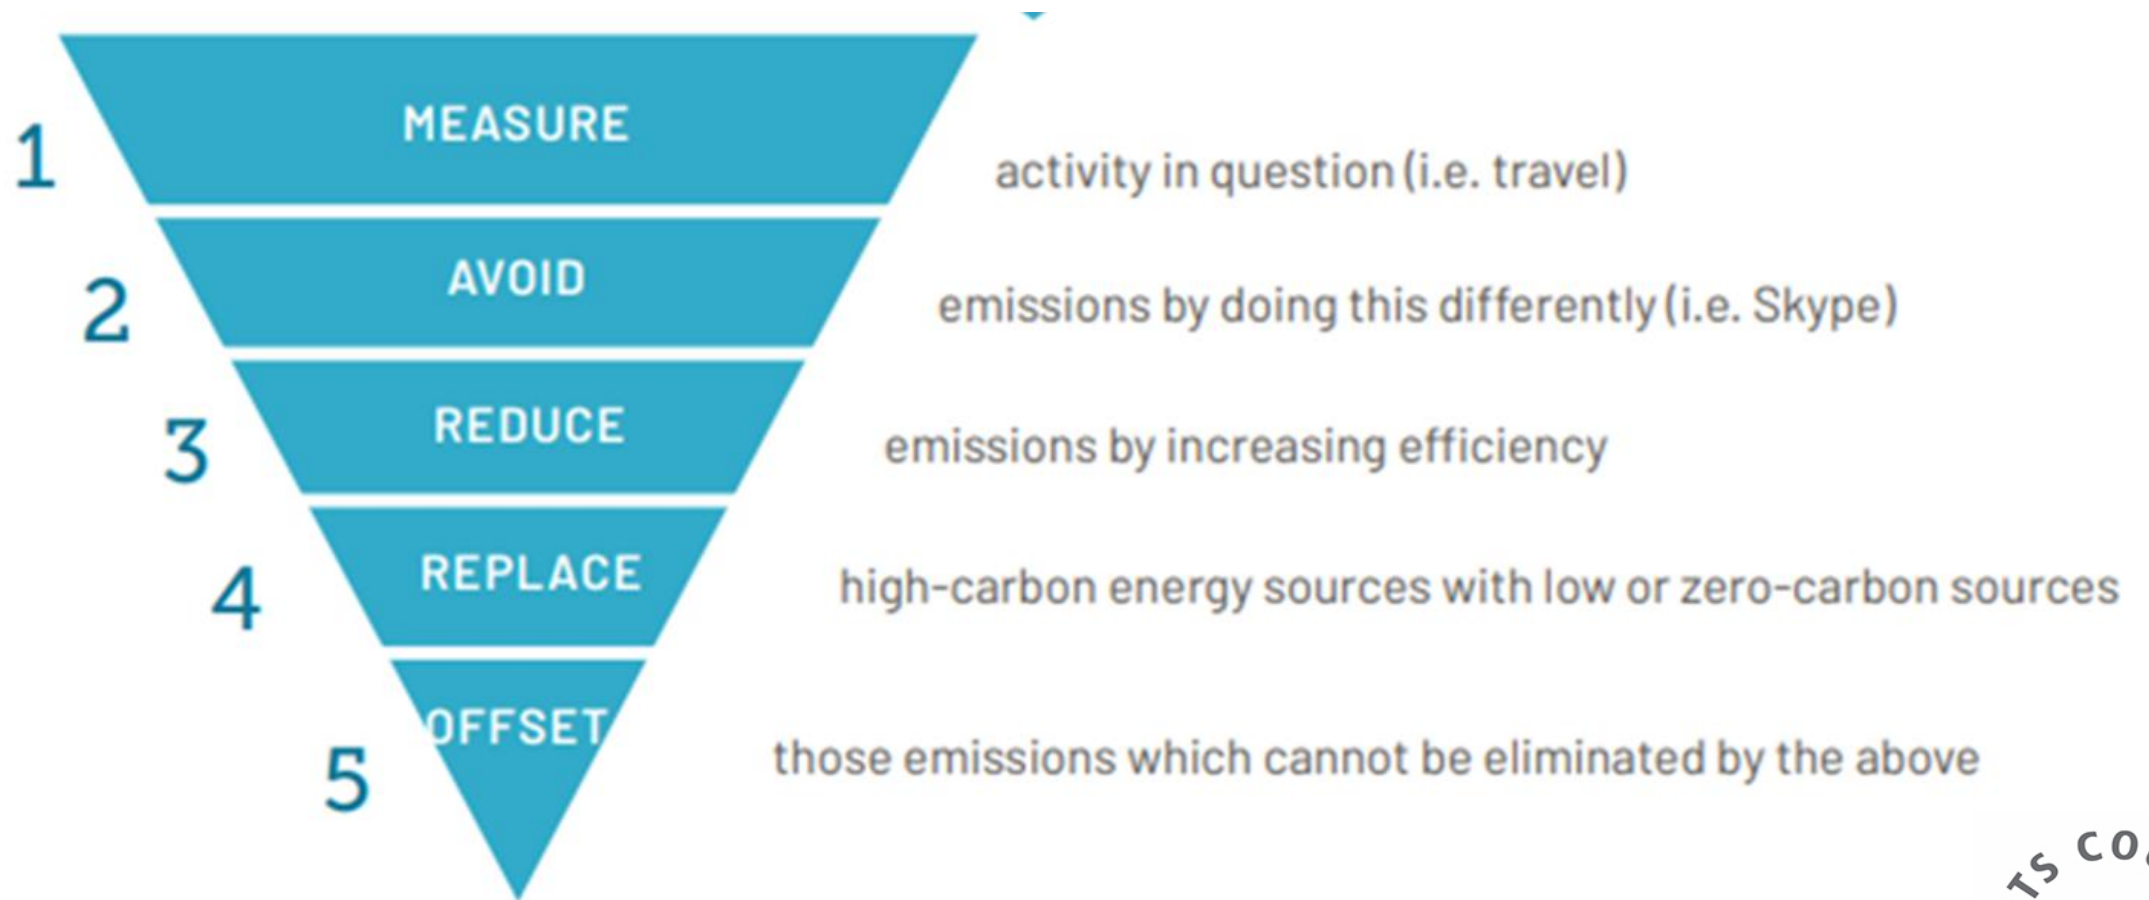 1
MEASURE
activity in question (i.e. travel)
2
AVOID
emissions by doing this differently (i.e. Skype)
3
REDUCE
emissions by increasing efficiency
4
REPLACE
high-carbon energy sources with low or zero-carbon sources
5
OFFSET
those emissions which cannot be eliminated by the above